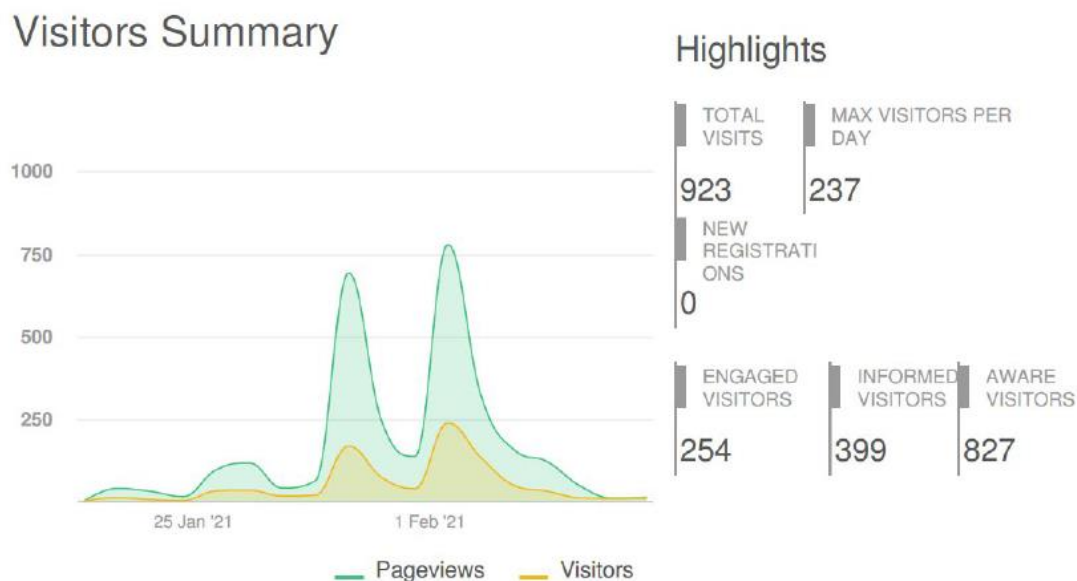 Visitors Summary
Highlights
TOTAL
VISITS
923
MAX VISITORS PER
DAY
237
NEW
REGISTRATI
ONS
0
ENGAGED
VISITORS
254
INFORMED
VISITORS
399
AWARE
VISITORS
827
1000
750
500
250
25 Jan '21
1 Feb '21
Pageviews
Visitors